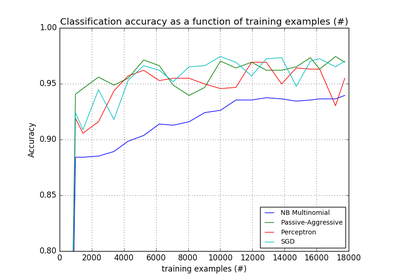 Classification accuracy as a function of training examples (#)
1.00
0.95
0.90
0.85
0.80
Accuracy
0 2000 4000 6000 8000 10000 12000 14000 16000 18000
training examples (#)
NB Multinomial
Passive-Aggressive
Perceptron
SGD